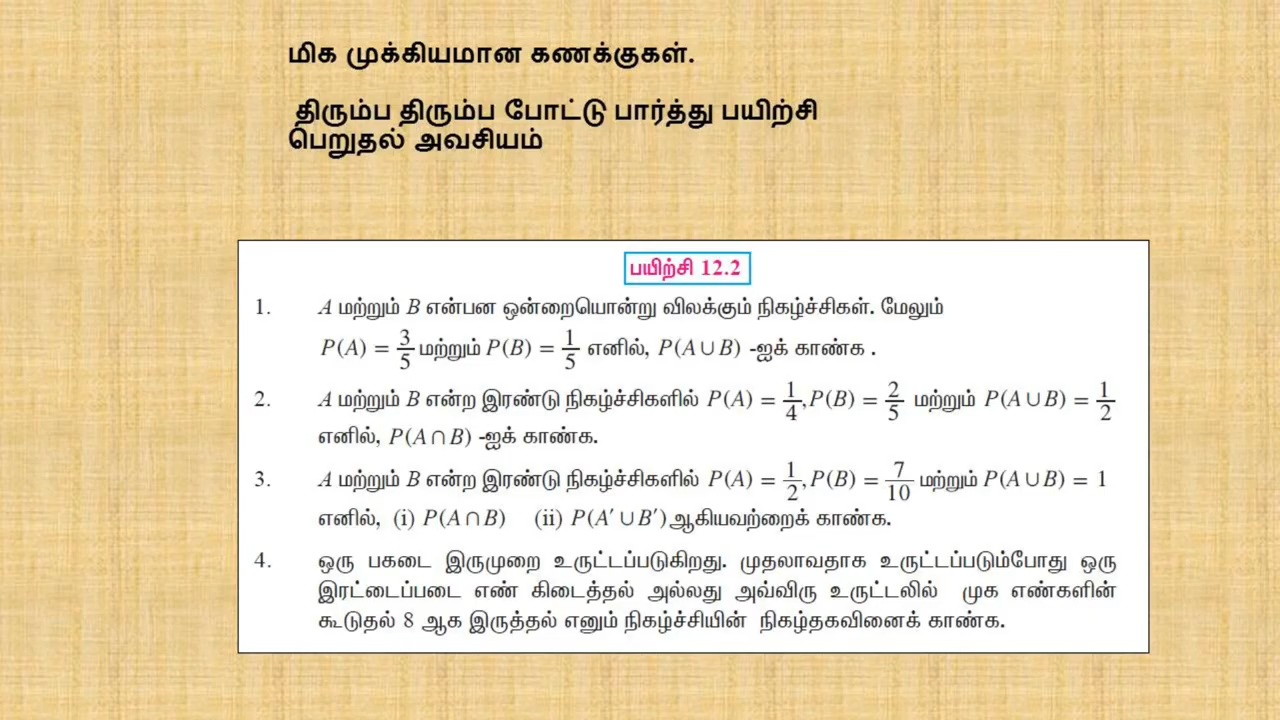 மிக முக்கியமான கணக்குகள்.
திரும்ப திரும்ப போட்டு பார்த்து பயிற்சி
பெறுதல் அவசியம்
பயிற்சி 12.2
1. A மற்றும் B என்பன ஒன்றையொன்று விலக்கும் நிகழ்ச்சிகள். மேலும்
P(A) = 3/5 மற்றும் P(B) = 1/5 எனில், P(A∪B) -ஐக் காண்க .
2. A மற்றும் B என்ற இரண்டு நிகழ்ச்சிகளில் P(A) = 1/4, P(B) = 2/5 மற்றும் P(A∪B) = 1/2
எனில், P(A∩B) -ஐக் காண்க.
3. A மற்றும் B என்ற இரண்டு நிகழ்ச்சிகளில் P(A) = 1/2, P(B) = 7/10 மற்றும் P(A∪B) = 1
எனில், (i) P(A∩B) (ii) P(A′∪B′) ஆகியவற்றைக் காண்க.
4. ஒரு பகடை இருமுறை உருட்டப்படுகிறது. முதலாவதாக உருட்டப்படும்போது ஒரு
இரட்டைப்படை எண் கிடைத்தல் அல்லது அவ்விரு உருட்டலில் முக எண்களின்
கூடுதல் 8 ஆக இருத்தல் எனும் நிகழ்ச்சியின் நிகழ்தகவினைக் காண்க.